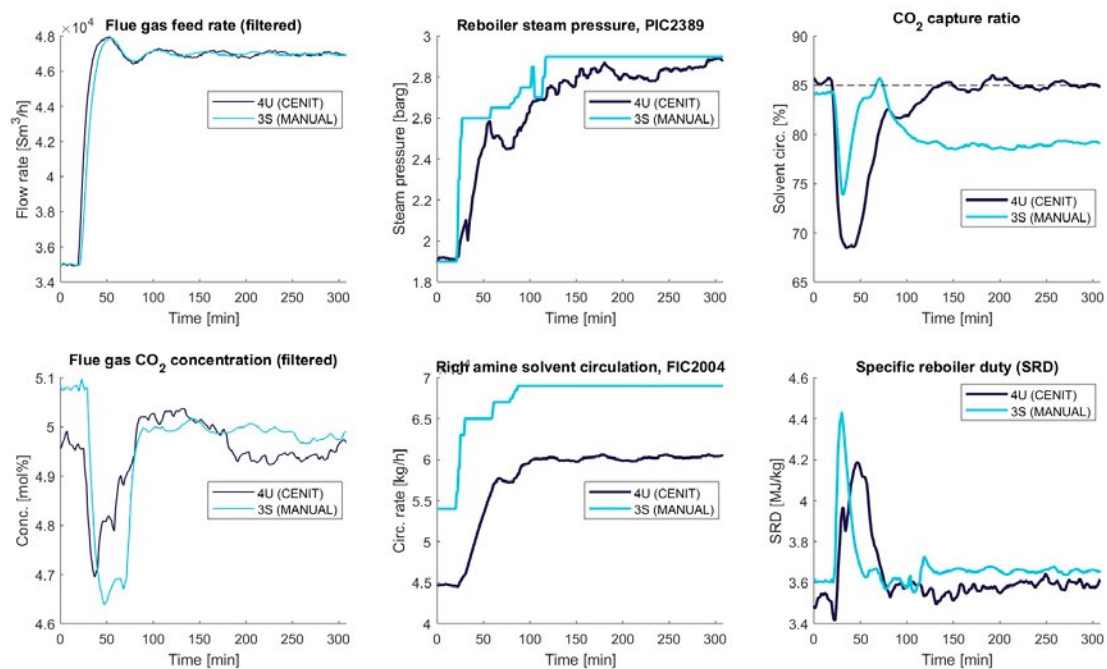 Flue gas feed rate (filtered)
×10⁴
4.8
4.6
4.4
4.2
4
3.8
3.6
3.4
Flow rate [Sm³/h]
4U (CENIT)
3S (MANUAL)
0 50 100 150 200 250 300
Time [min]
Reboiler steam pressure, PIC2389
3
2.8
2.6
2.4
2.2
2
1.8
Steam pressure [barg]
4U (CENIT)
3S (MANUAL)
0 50 100 150 200 250 300
Time [min]
CO₂ capture ratio
90
85
80
75
70
65
Solvent circ. [%]
4U (CENIT)
3S (MANUAL)
0 50 100 150 200 250 300
Time [min]
Flue gas CO₂ concentration (filtered)
5.1
5
4.9
4.8
4.7
4.6
Conc. [mol%]
4U (CENIT)
3S (MANUAL)
0 50 100 150 200 250 300
Time [min]
Rich amine solvent circulation, FIC2004
7
6.5
6
5.5
5
4.5
4
Circ. rate [kg/h]
4U (CENIT)
3S (MANUAL)
0 50 100 150 200 250 300
Time [min]
Specific reboiler duty (SRD)
4.6
4.4
4.2
4
3.8
3.6
3.4
SRD [MJ/kg]
4U (CENIT)
3S (MANUAL)
0 50 100 150 200 250 300
Time [min]